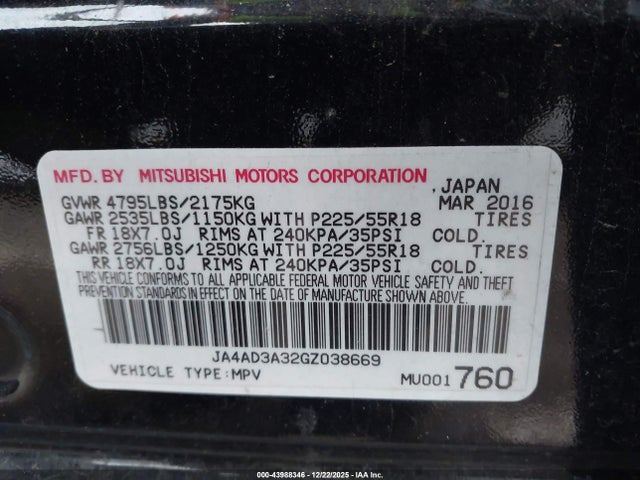 MFD. BY MITSUBISHI MOTORS CORPORATION , JAPAN
GVWR 4795LBS/2175KG MAR 2016
GAWR 2535LBS/1150KG WITH P225/55R18 TIRES
FR 18X7.0J RIMS AT 240KPA/35PSI COLD.
GAWR 2756LBS/1250KG WITH P225/55R18 TIRES
RR 18X7.0J RIMS AT 240KPA/35PSI COLD.
THIS VEHICLE CONFORMS TO ALL APPLICABLE FEDERAL MOTOR VEHICLE SAFETY AND THEFT
PREVENTION STANDARDS IN EFFECT ON THE DATE OF MANUFACTURE SHOWN ABOVE.
JA4AD3A32GZ038669
VEHICLE TYPE:MPV MU001760
000-43988346 - 12/22/2025 - IAA Inc.